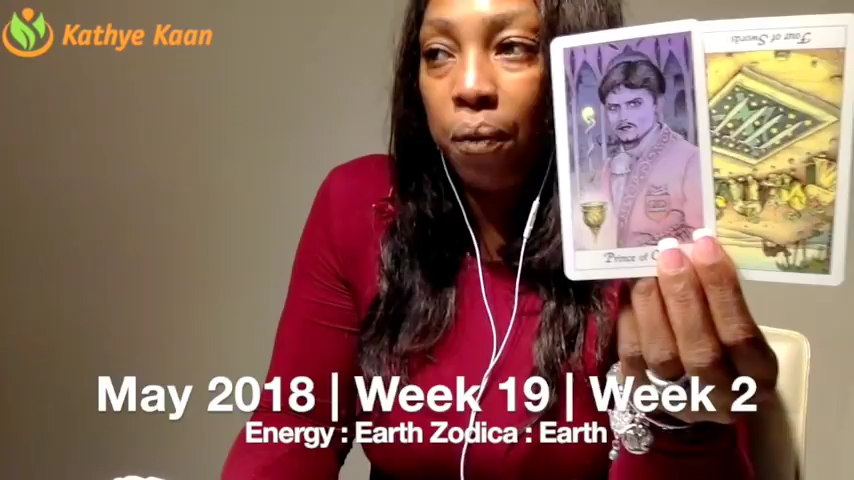 Kathye Kaan
Prince of C
Four of Swords
May 2018 | Week 19 | Week 2
Energy : Earth Zodica : Earth